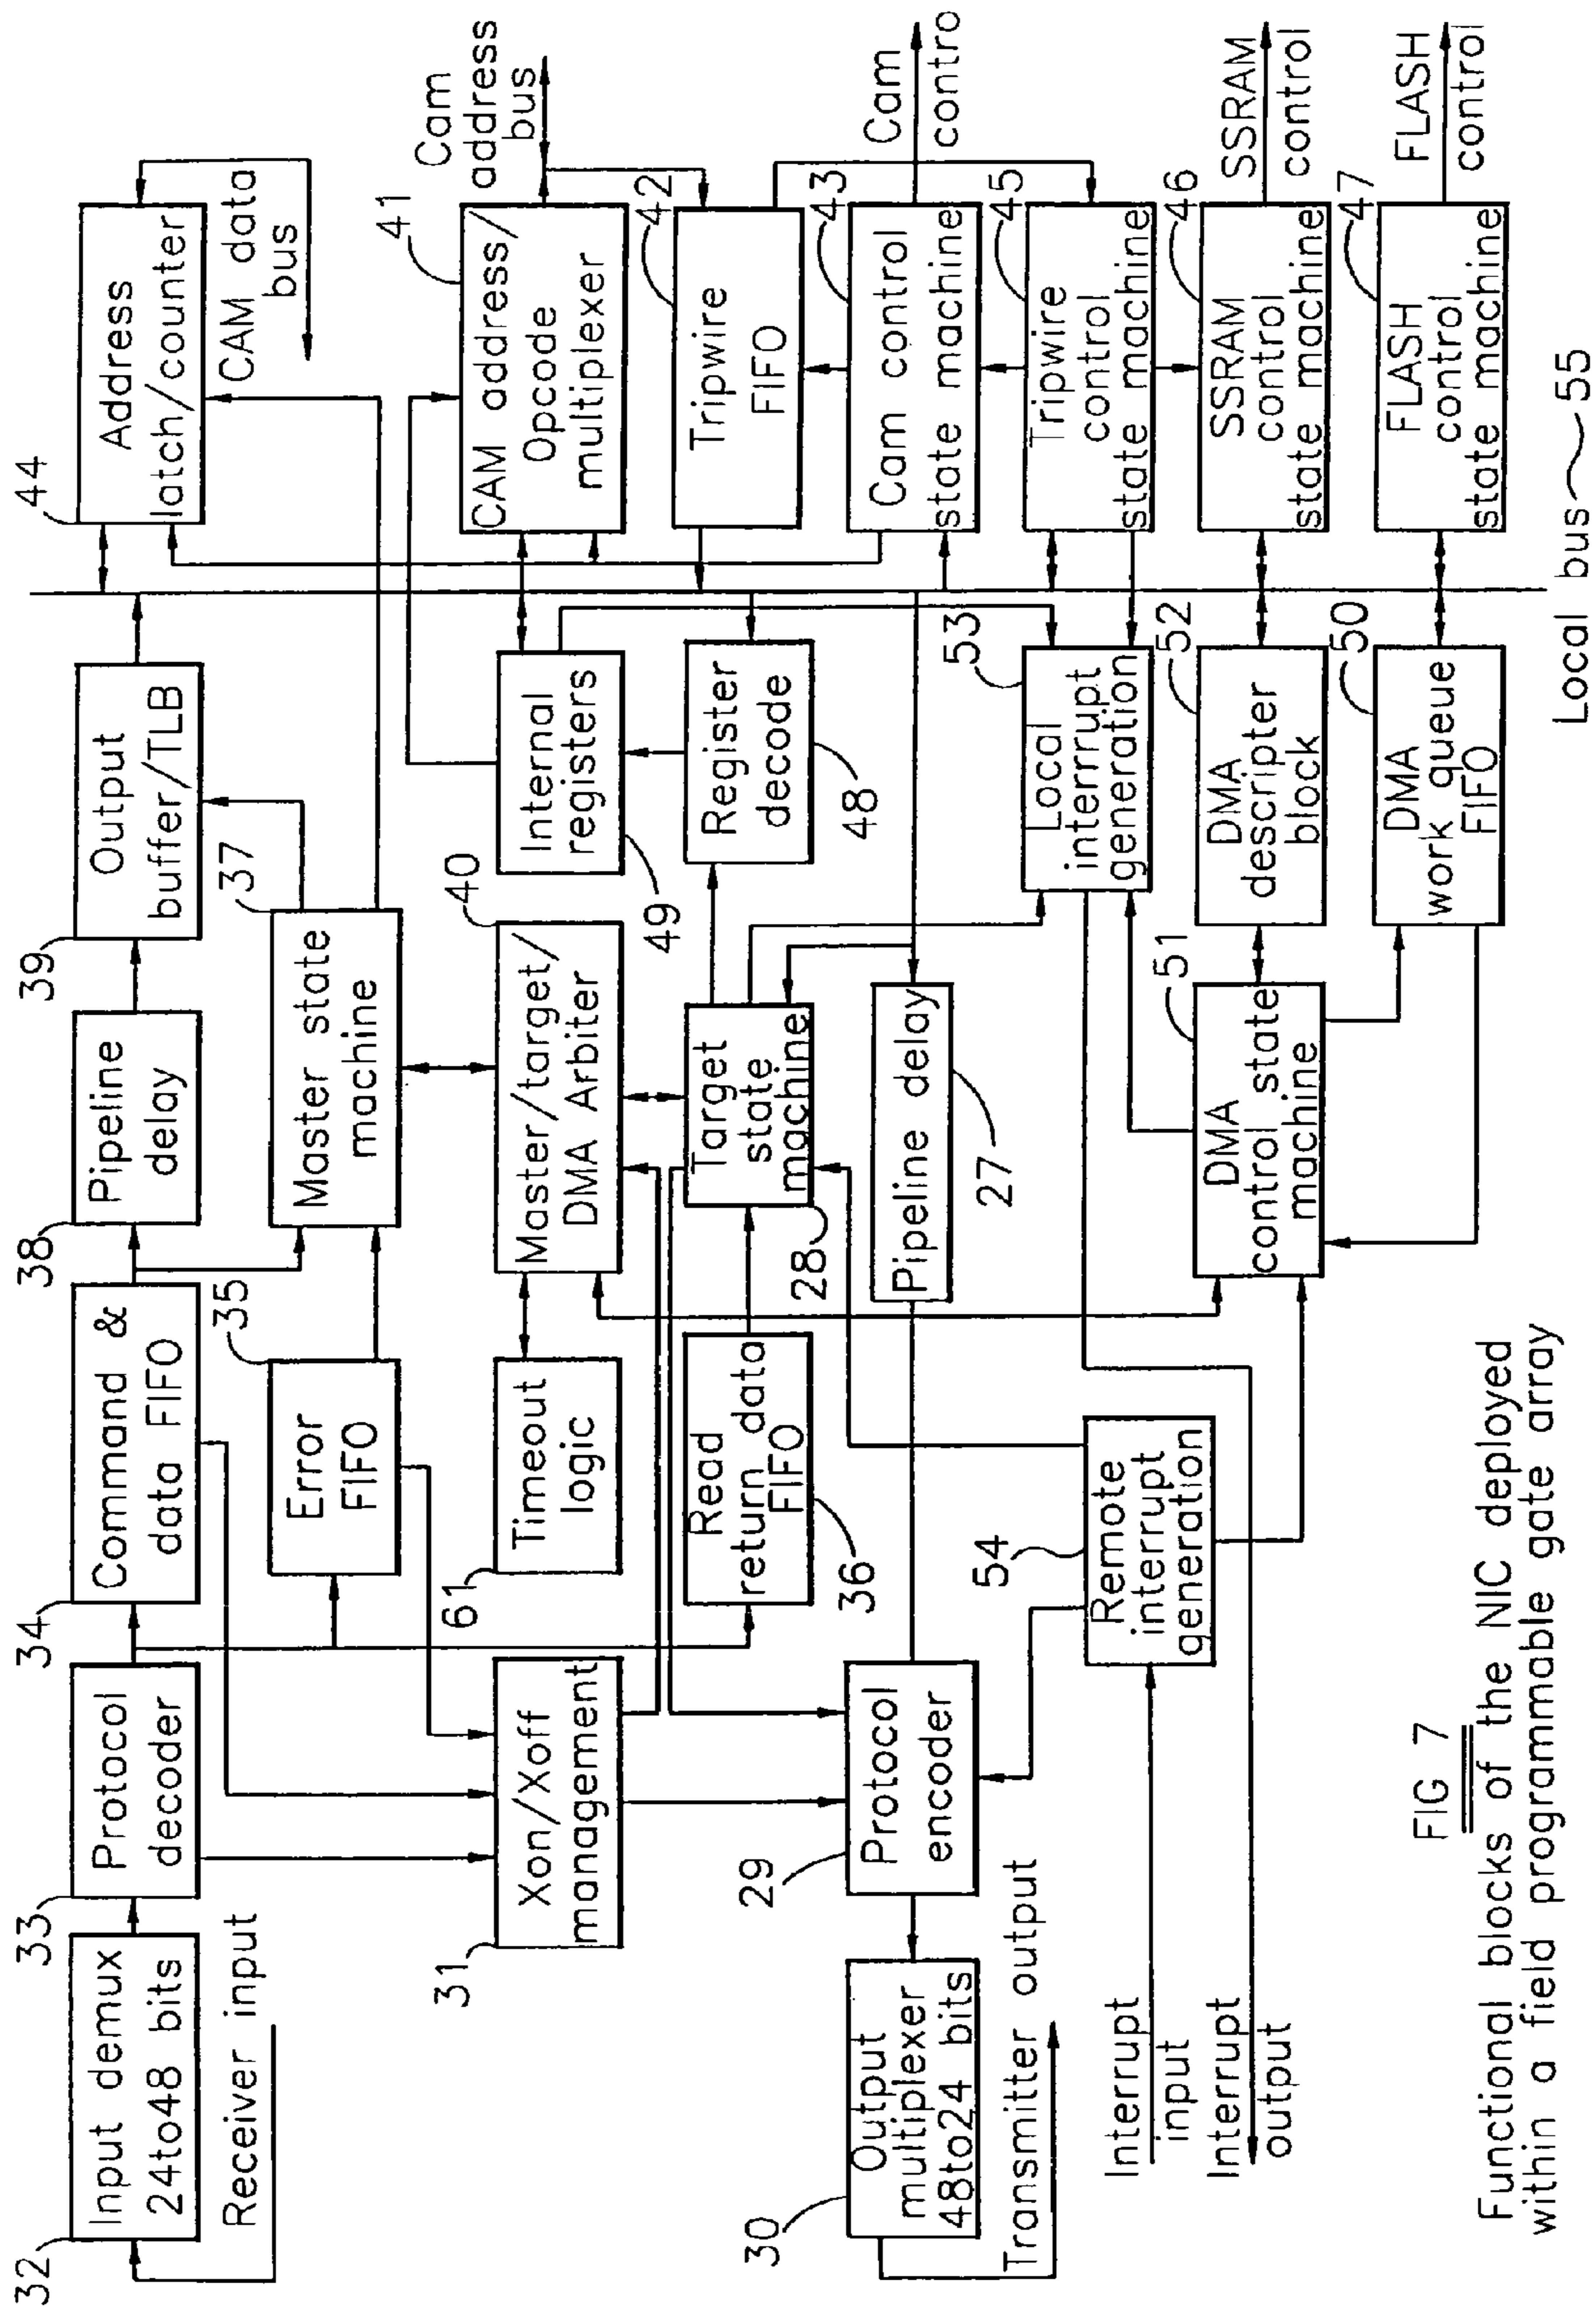 32
Input demux
24to48 bits
Receiver input
33
Protocol
decoder
34
Command &
data FIFO
38
Pipeline
delay
39
Output
buffer/TLB
44
Address
latch/counter
CAM data
bus
35
Error
FIFO
37
Master state
machine
31
Xon/Xoff
management
61
Timeout
logic
40
Master/target/
DMA Arbiter
49
Internal
registers
41
CAM address/
Opcode
multiplexer
Cam
address
bus
36
Read
return data
FIFO
28
Target
state
machine
48
Register
decode
42
Tripwire
FIFO
29
Protocol
encoder
27
Pipeline delay
43
Cam control
state machine
Cam
contro
30
Output
multiplexer
48to24 bits
Transmitter output
54
Remote
interrupt
generation
53
Local
interrrupt
generation
45
Tripwire
control
state machine
Interrupt
input
Interrupt
output
51
DMA
control state
machine
52
DMA
descripter
block
46
SSRAM
control
state machine
SSRAM
control
50
DMA
work queue
FIFO
47
FLASH
control
state machine
FLASH
control
Local bus 55
FIG 7
Functional blocks of the NIC deployed
within a field programmable gate array